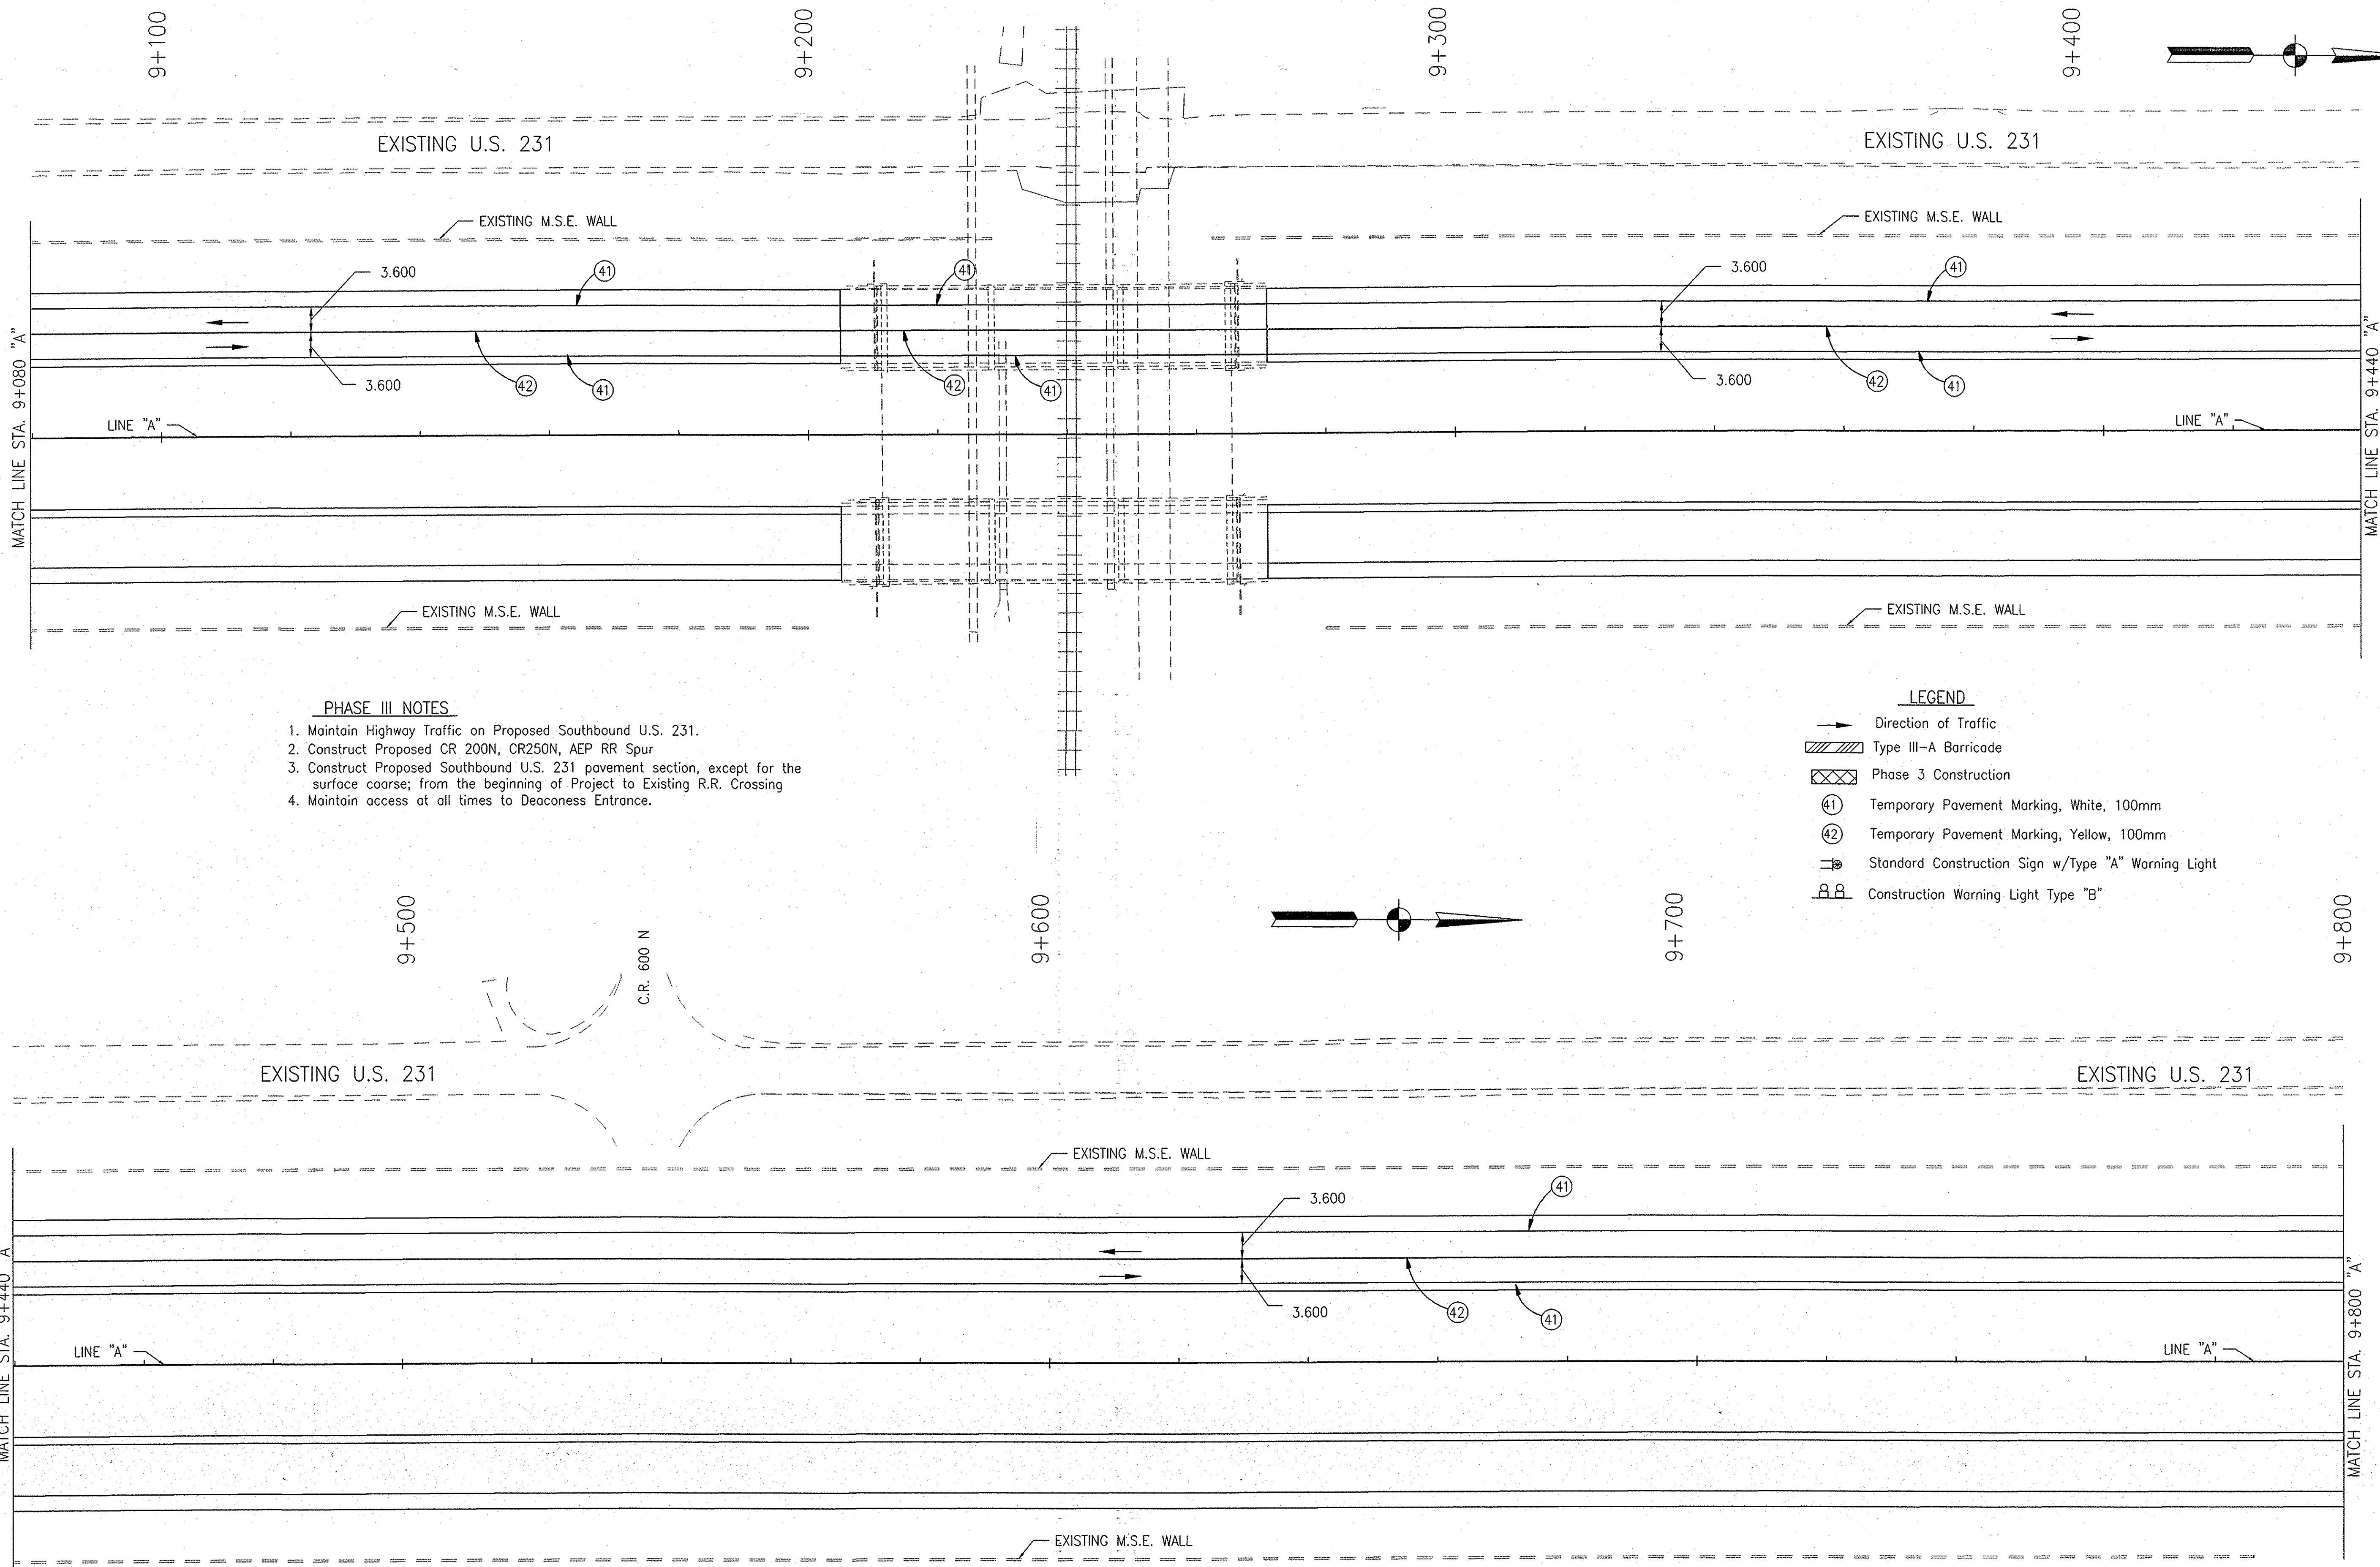 9+100
9+200
9+300
9+400
EXISTING U.S. 231
EXISTING U.S. 231
EXISTING M.S.E. WALL
EXISTING M.S.E. WALL
3.600
41
41
3.600
41
3.600
42
41
42
41
3.600
42
41
MATCH LINE STA. 9+080 "A"
LINE "A"
LINE "A"
MATCH LINE STA. 9+440 "A"
EXISTING M.S.E. WALL
EXISTING M.S.E. WALL
PHASE III NOTES
1. Maintain Highway Traffic on Proposed Southbound U.S. 231.
2. Construct Proposed CR 200N, CR250N, AEP RR Spur
3. Construct Proposed Southbound U.S. 231 pavement section, except for the
surface coarse; from the beginning of Project to Existing R.R. Crossing
4. Maintain access at all times to Deaconess Entrance.
LEGEND
Direction of Traffic
Type III-A Barricade
Phase 3 Construction
41 Temporary Pavement Marking, White, 100mm
42 Temporary Pavement Marking, Yellow, 100mm
Standard Construction Sign w/Type "A" Warning Light
Construction Warning Light Type "B"
9+500
9+600
9+700
9+800
C.R. 600 N
EXISTING U.S. 231
EXISTING U.S. 231
EXISTING M.S.E. WALL
3.600
41
3.600
42
41
MATCH LINE STA. 9+440 A
LINE "A"
LINE "A"
MATCH LINE STA. 9+800 "A"
EXISTING M.S.E. WALL